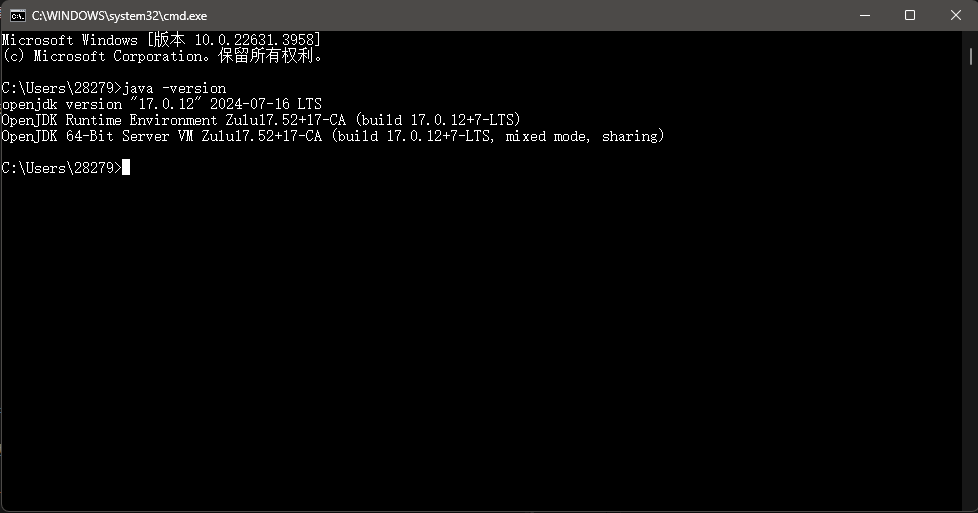 C:\WINDOWS\system32\cmd.exe
Microsoft Windows [版本 10.0.22631.3958]
(c) Microsoft Corporation。保留所有权利。
C:\Users\28279>java -version
openjdk version "17.0.12" 2024-07-16 LTS
OpenJDK Runtime Environment Zulu17.52+17-CA (build 17.0.12+7-LTS)
OpenJDK 64-Bit Server VM Zulu17.52+17-CA (build 17.0.12+7-LTS, mixed mode, sharing)
C:\Users\28279>